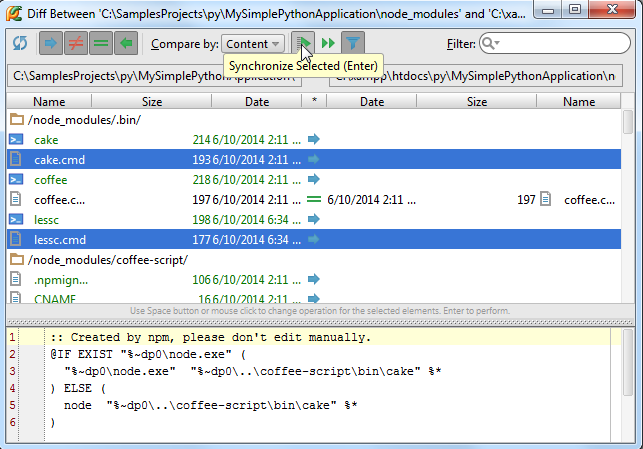 Diff Between 'C:\SamplesProjects\py\MySimplePythonApplication\node_modules' and 'C:\xa...
Compare by: Content Filter:
Synchronize Selected (Enter)
C:\SamplesProjects\py\MySimplePythonApplication\ C:\xampp\htdocs\py\MySimplePythonApplication\n
Name Size Date * Date Size Name
/node_modules/.bin/
cake 214 6/10/2014 2:11 ...
cake.cmd 193 6/10/2014 2:11 ...
coffee 218 6/10/2014 2:11 ...
coffee.c... 197 6/10/2014 2:11 ... = 6/10/2014 2:11 ... 197 coffee.c...
lessc 198 6/10/2014 6:34 ...
lessc.cmd 177 6/10/2014 6:34 ...
/node_modules/coffee-script/
.npmign... 106 6/10/2014 2:11 ...
CNAME 16 6/10/2014 2:11 ...
Use Space button or mouse click to change operation for the selected elements. Enter to perform.
1 :: Created by npm, please don't edit manually.
2 @IF EXIST "%~dp0\node.exe" (
3 "%~dp0\node.exe" "%~dp0\..\coffee-script\bin\cake" %*
4 ) ELSE (
5 node "%~dp0\..\coffee-script\bin\cake" %*
6 )